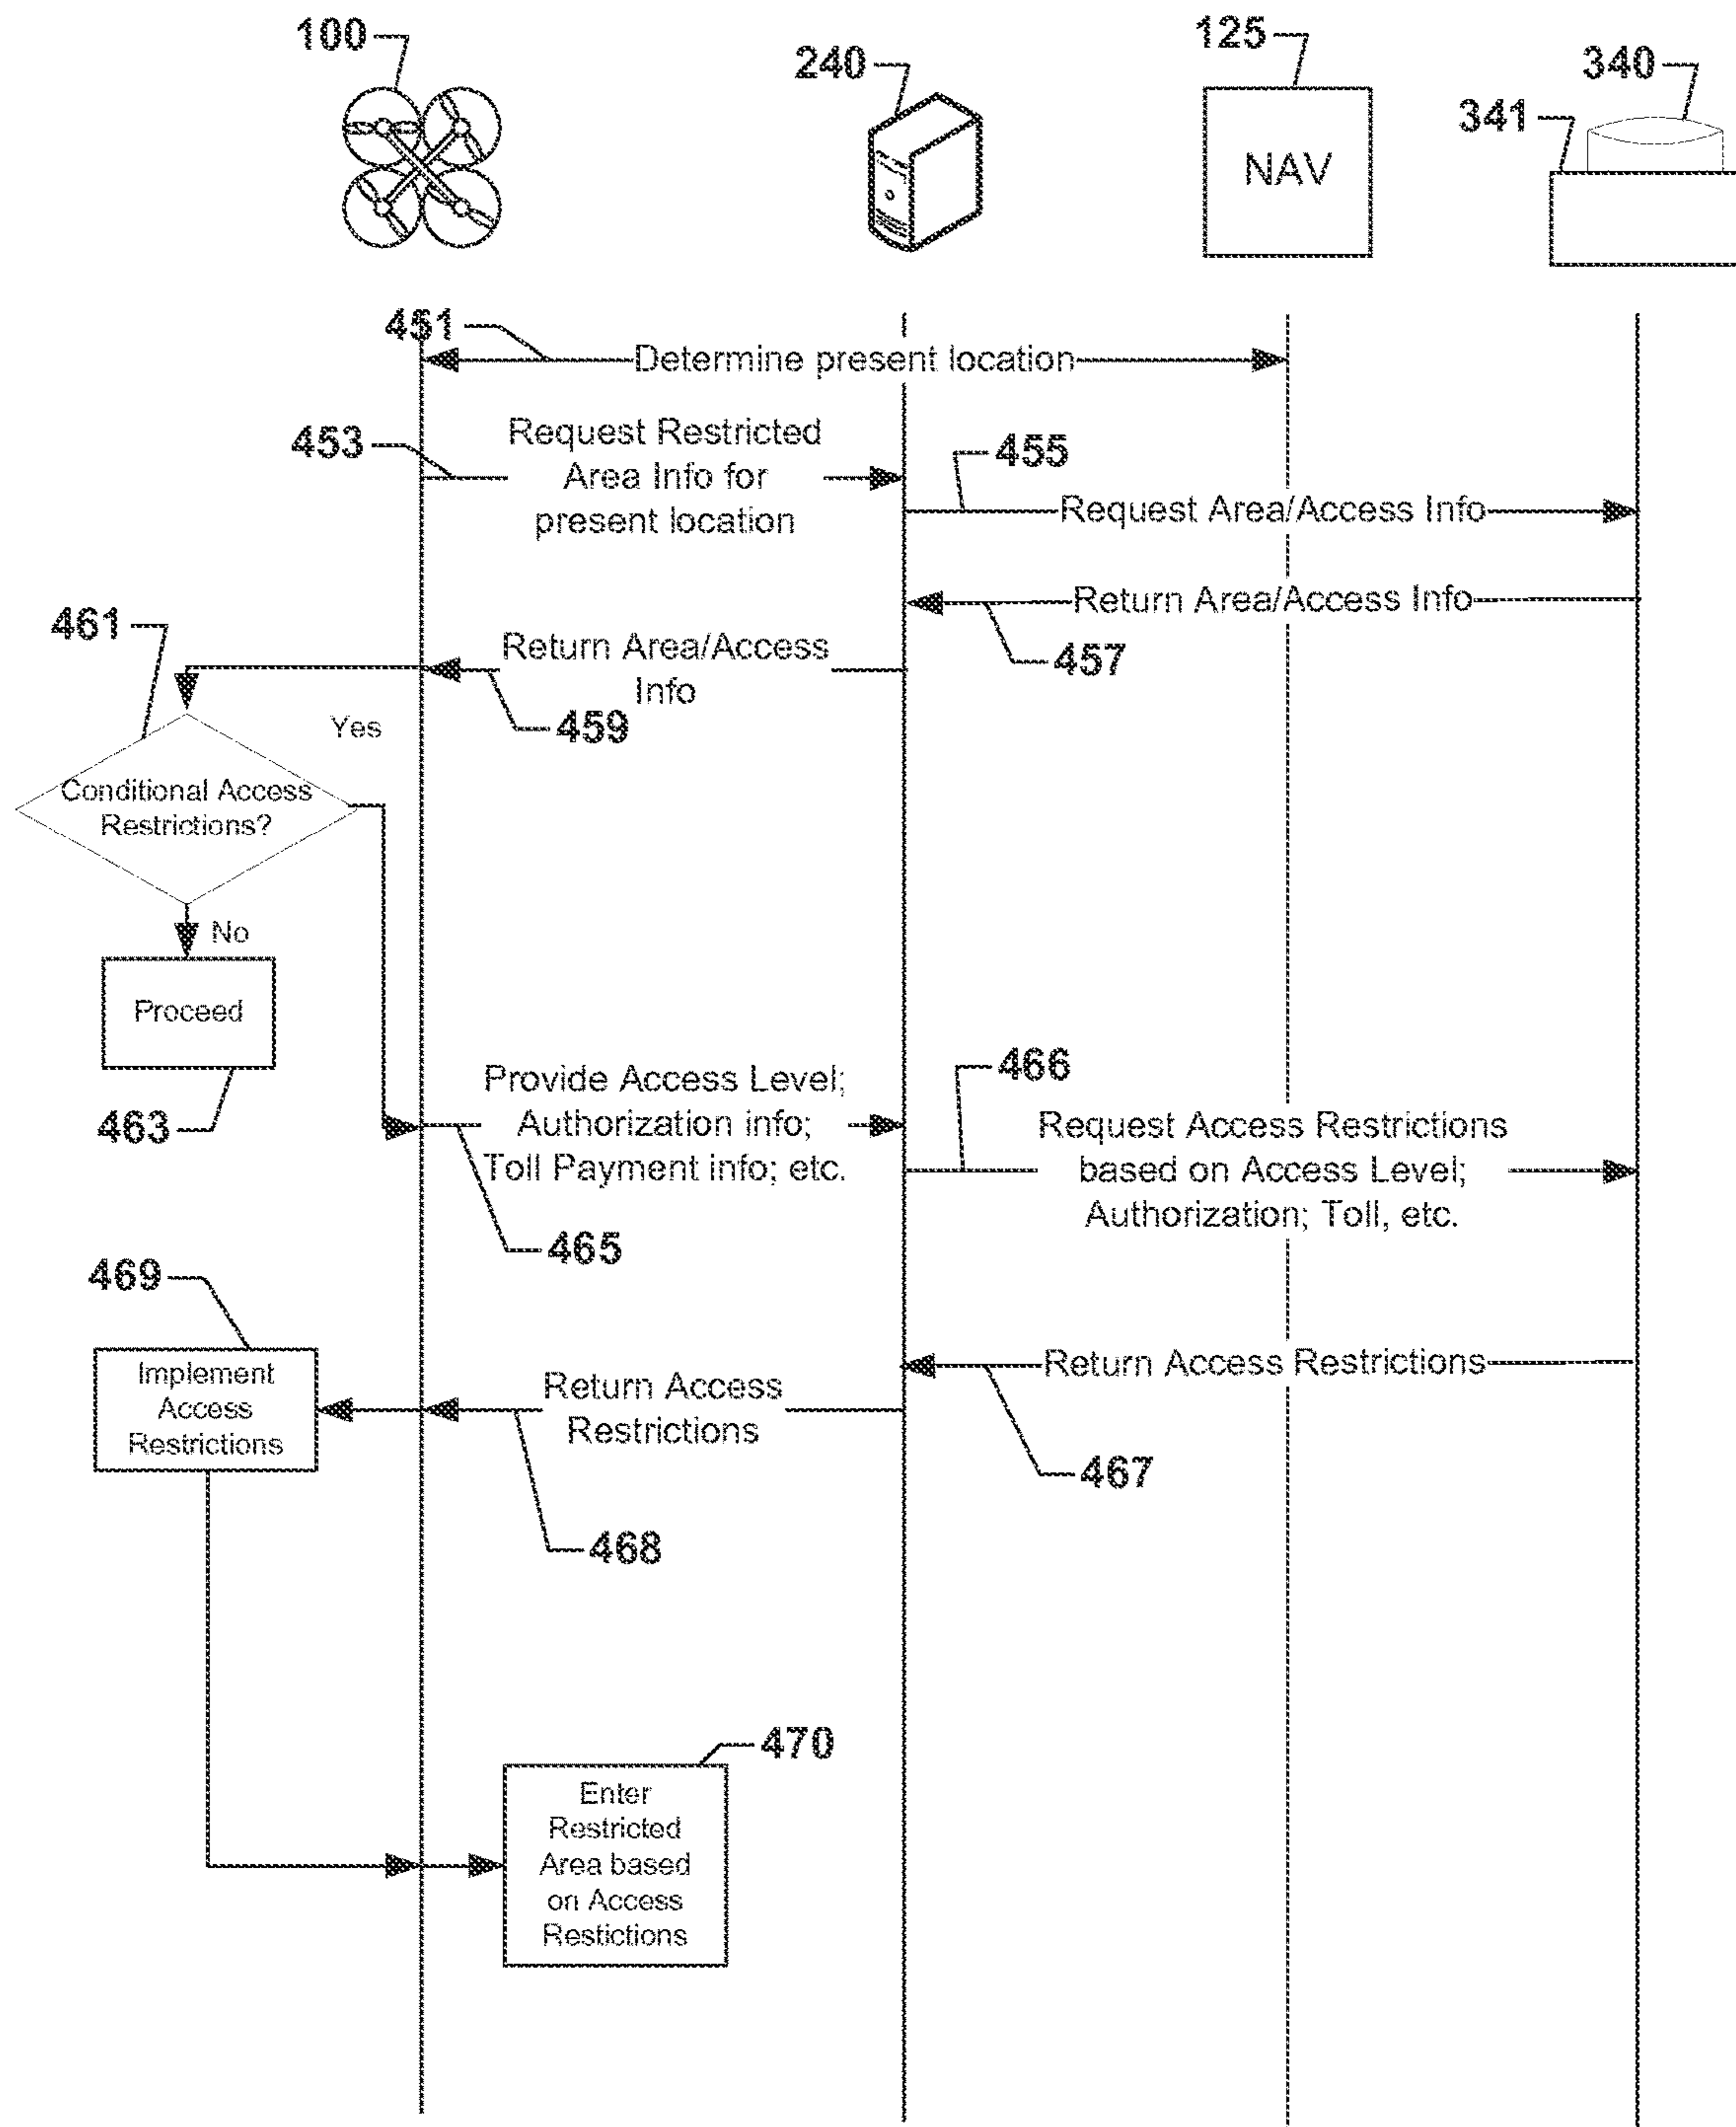 100
240
125
340
341
NAV
451
Determine present location
453
Request Restricted
Area Info for
present location
455
Request Area/Access Info
Return Area/Access Info
457
461
Return Area/Access
Info
459
Yes
Conditional Access
Restrictions?
No
Proceed
463
Provide Access Level;
Authorization info;
Toll Payment info; etc.
465
466
Request Access Restrictions
based on Access Level;
Authorization; Toll, etc.
469
Implement
Access
Restrictions
Return Access Restrictions
467
Return Access
Restrictions
468
470
Enter
Restricted
Area based
on Access
Restictions